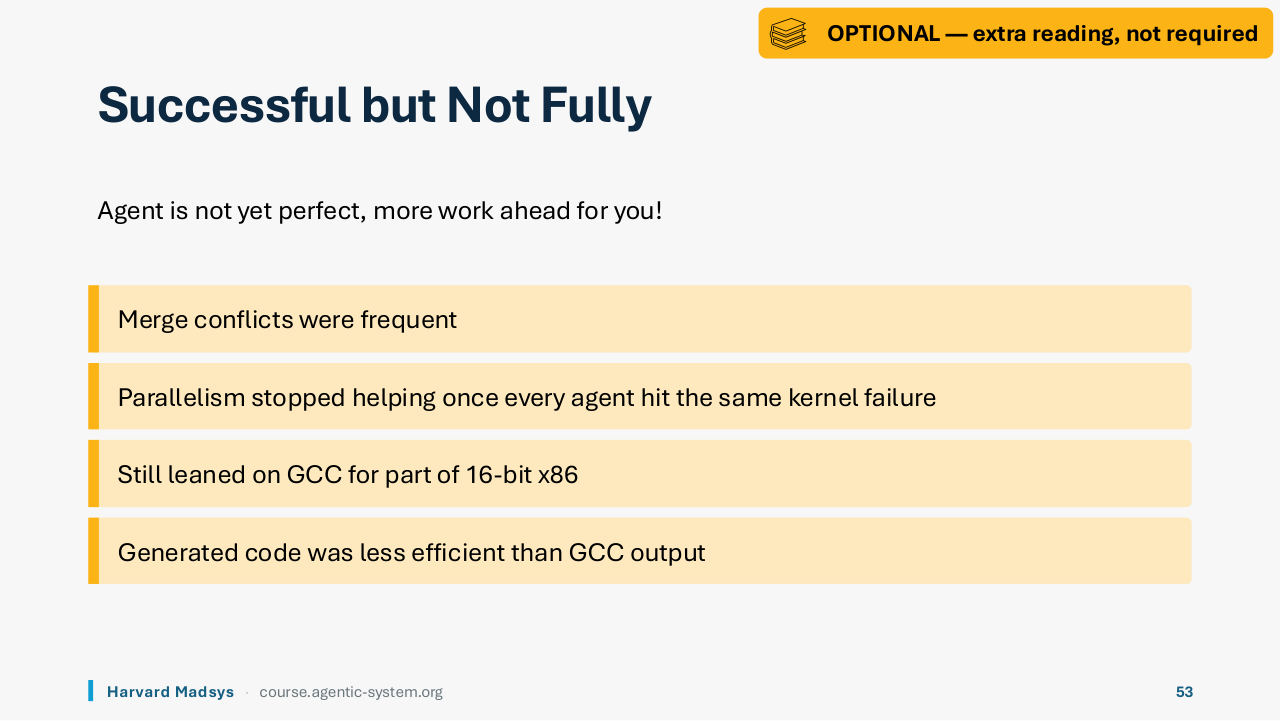 OPTIONAL — extra reading, not required
Successful but Not Fully
Agent is not yet perfect, more work ahead for you!
Merge conflicts were frequent
Parallelism stopped helping once every agent hit the same kernel failure
Still leaned on GCC for part of 16-bit x86
Generated code was less efficient than GCC output
Harvard Madsys · course.agentic-system.org
53